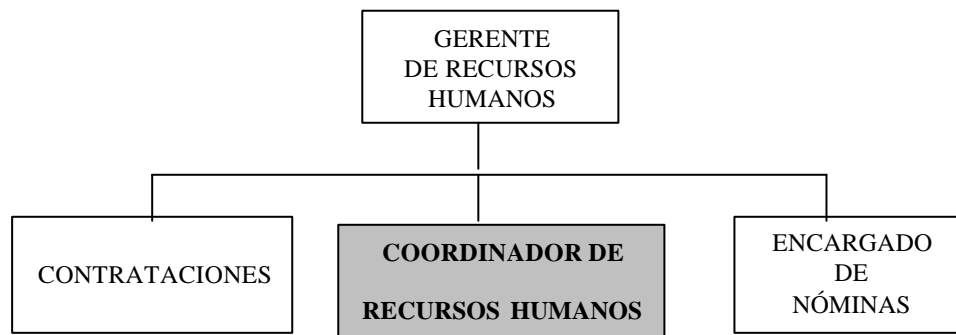 GERENTE
DE RECURSOS
HUMANOS
CONTRATACIONES
COORDINADOR DE
RECURSOS HUMANOS
ENCARGADO
DE
NÓMINAS